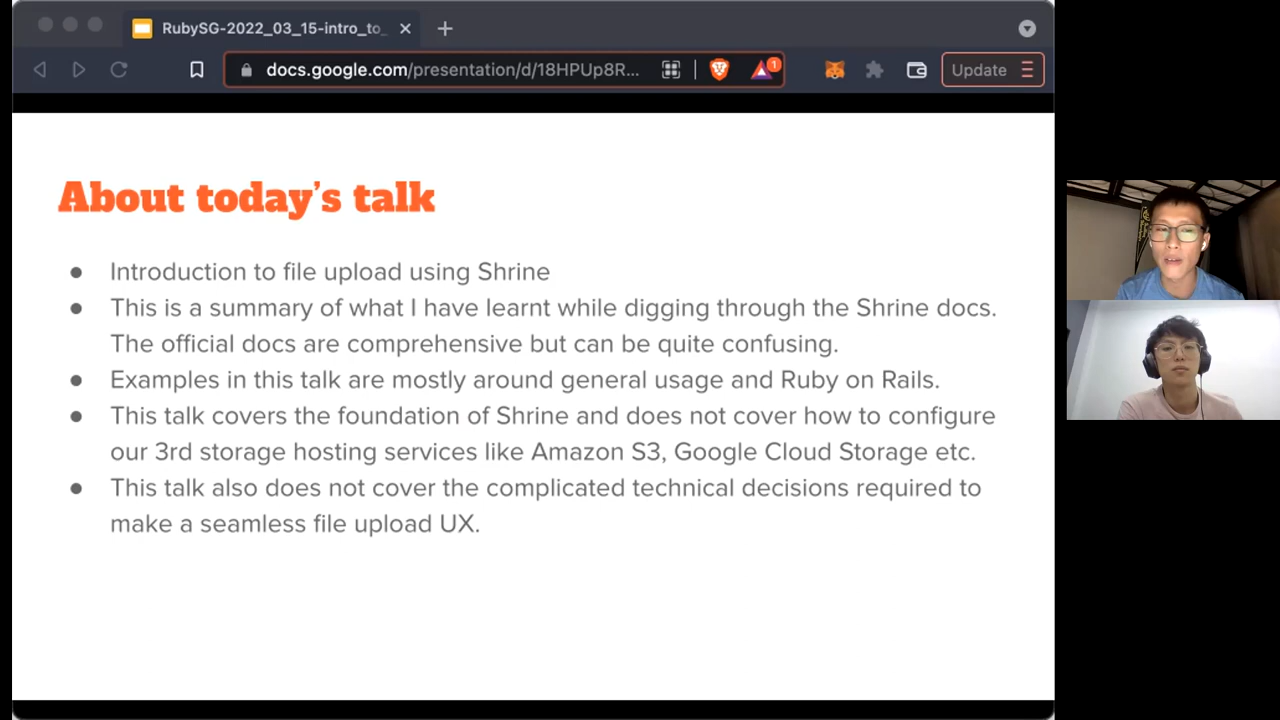 RubySG-2022_03_15-intro_to_
docs.google.com/presentation/d/18HPUp8R...
1
Update
About today's talk
● Introduction to file upload using Shrine
● This is a summary of what I have learnt while digging through the Shrine docs.
The official docs are comprehensive but can be quite confusing.
● Examples in this talk are mostly around general usage and Ruby on Rails.
● This talk covers the foundation of Shrine and does not cover how to configure
our 3rd storage hosting services like Amazon S3, Google Cloud Storage etc.
● This talk also does not cover the complicated technical decisions required to
make a seamless file upload UX.